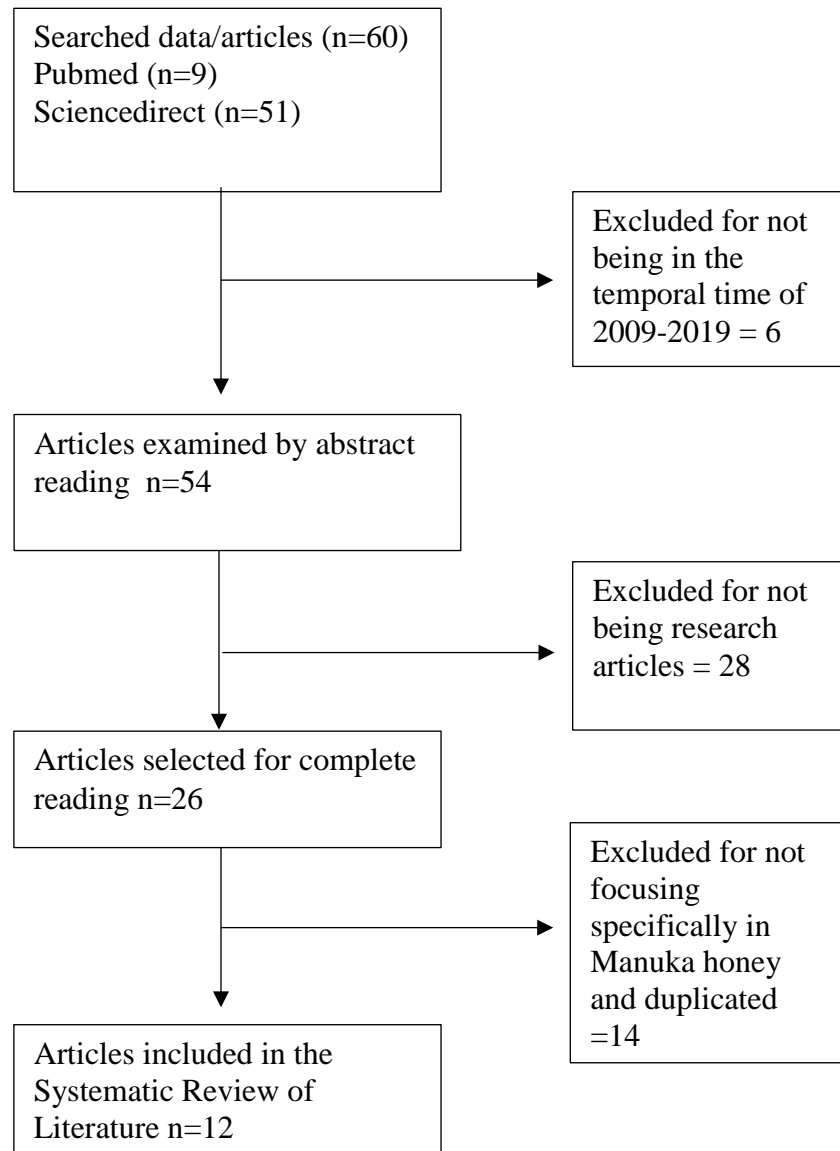 Searched data/articles (n=60)
Pubmed (n=9)
Sciencedirect (n=51)
Excluded for not
being in the
temporal time of
2009-2019 = 6
Articles examined by abstract
reading  n=54
Excluded for not
being research
articles = 28
Articles selected for complete
reading n=26
Excluded for not
focusing
specifically in
Manuka honey
and duplicated
=14
Articles included in the
Systematic Review of
Literature n=12